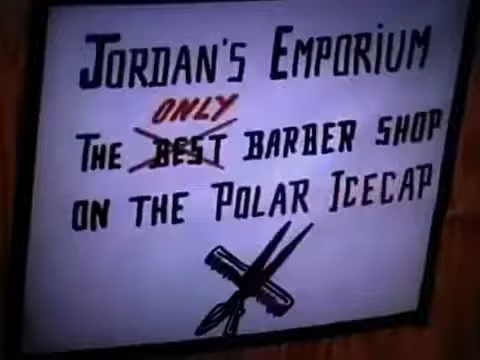 JORDAN'S EMPORIUM
ONLY
THE BEST BARBER SHOP
ON THE POLAR ICECAP